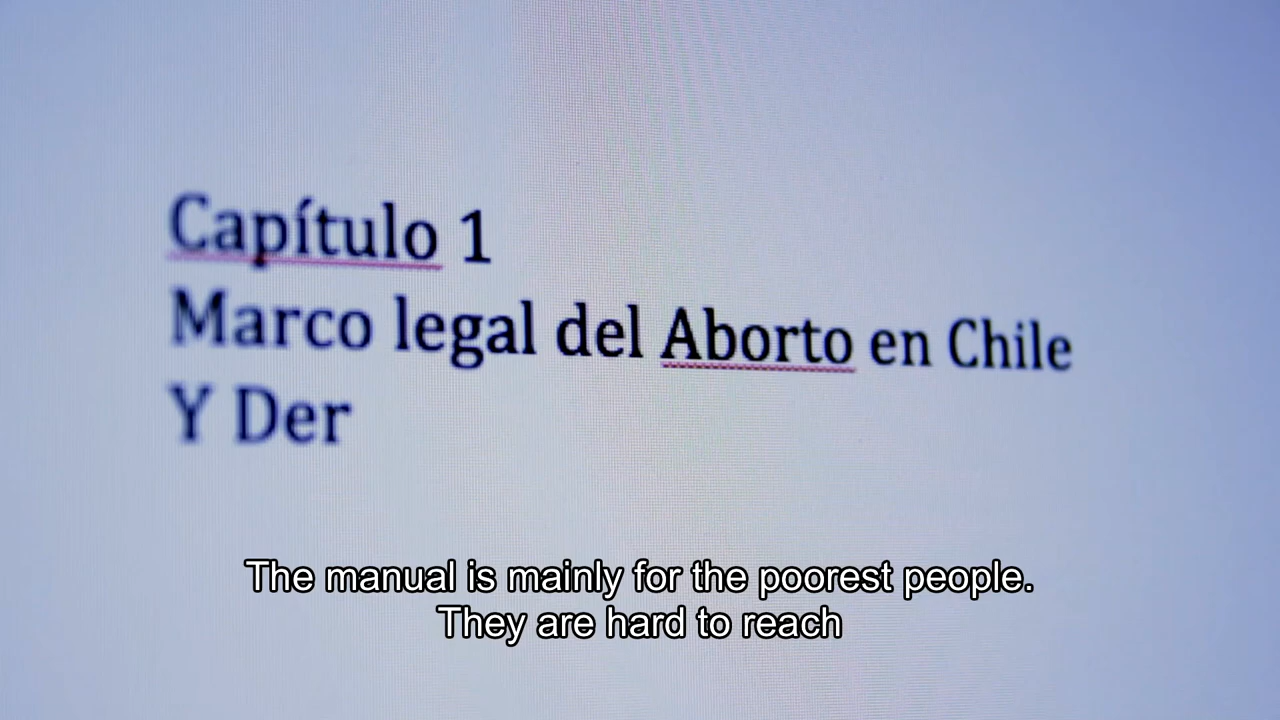 Capítulo 1
Marco legal del Aborto en Chile
Y Der
The manual is mainly for the poorest people.
They are hard to reach